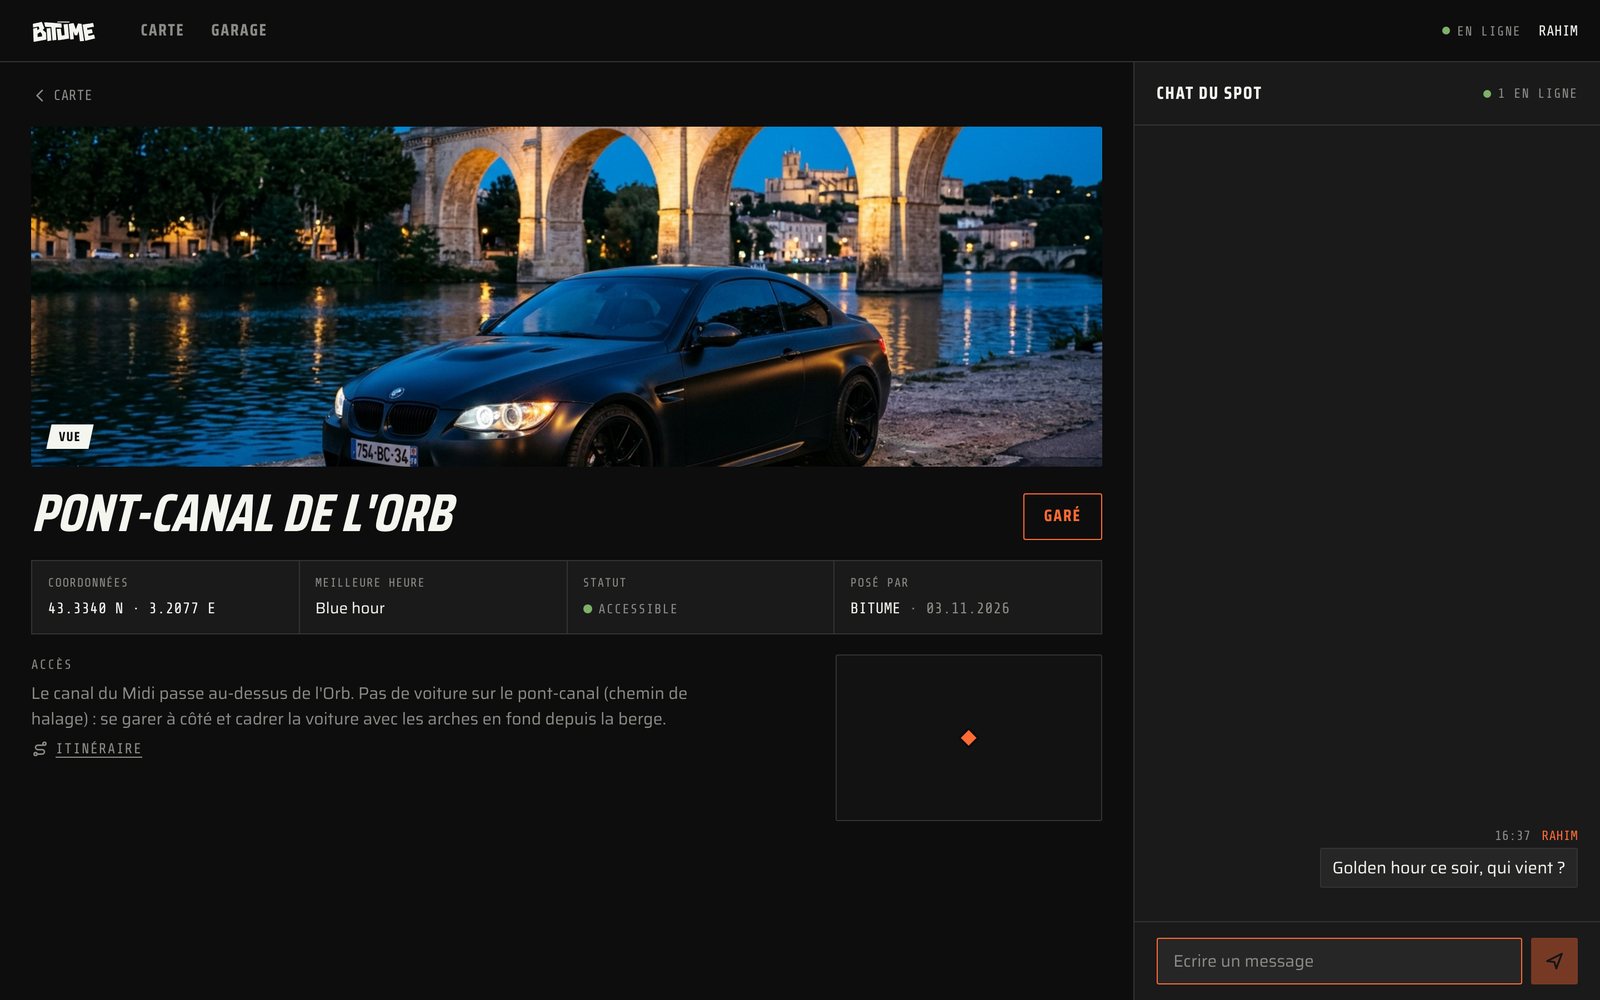 BITUME
CARTE
GARAGE
EN LIGNE
RAHIM
CARTE
VUE
754-BC-34
PONT-CANAL DE L'ORB
GARÉ
COORDONNÉES
43.3340 N · 3.2077 E
MEILLEURE HEURE
Blue hour
STATUT
ACCESSIBLE
POSÉ PAR
BITUME · 03.11.2026
ACCÈS
Le canal du Midi passe au-dessus de l'Orb. Pas de voiture sur le pont-canal (chemin de
halage) : se garer à côté et cadrer la voiture avec les arches en fond depuis la berge.
ITINÉRAIRE
CHAT DU SPOT
1 EN LIGNE
16:37 RAHIM
Golden hour ce soir, qui vient ?
Ecrire un message